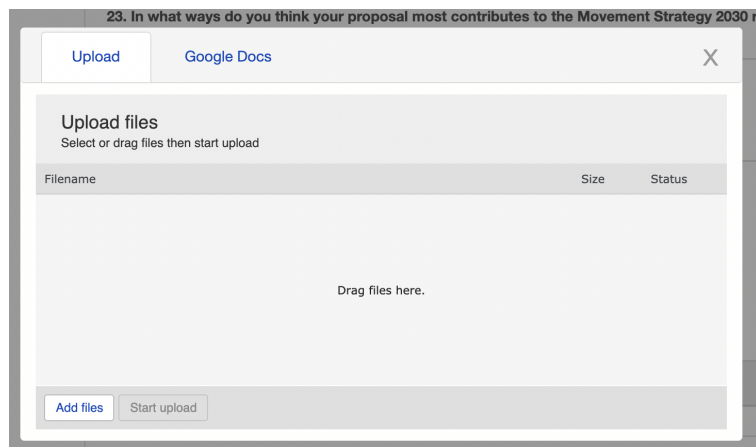 23. In what ways do you think your proposal most contributes to the Movement Strategy 2030
Upload Google Docs X
Upload files
Select or drag files then start upload
Filename Size Status
Drag files here.
Add files Start upload